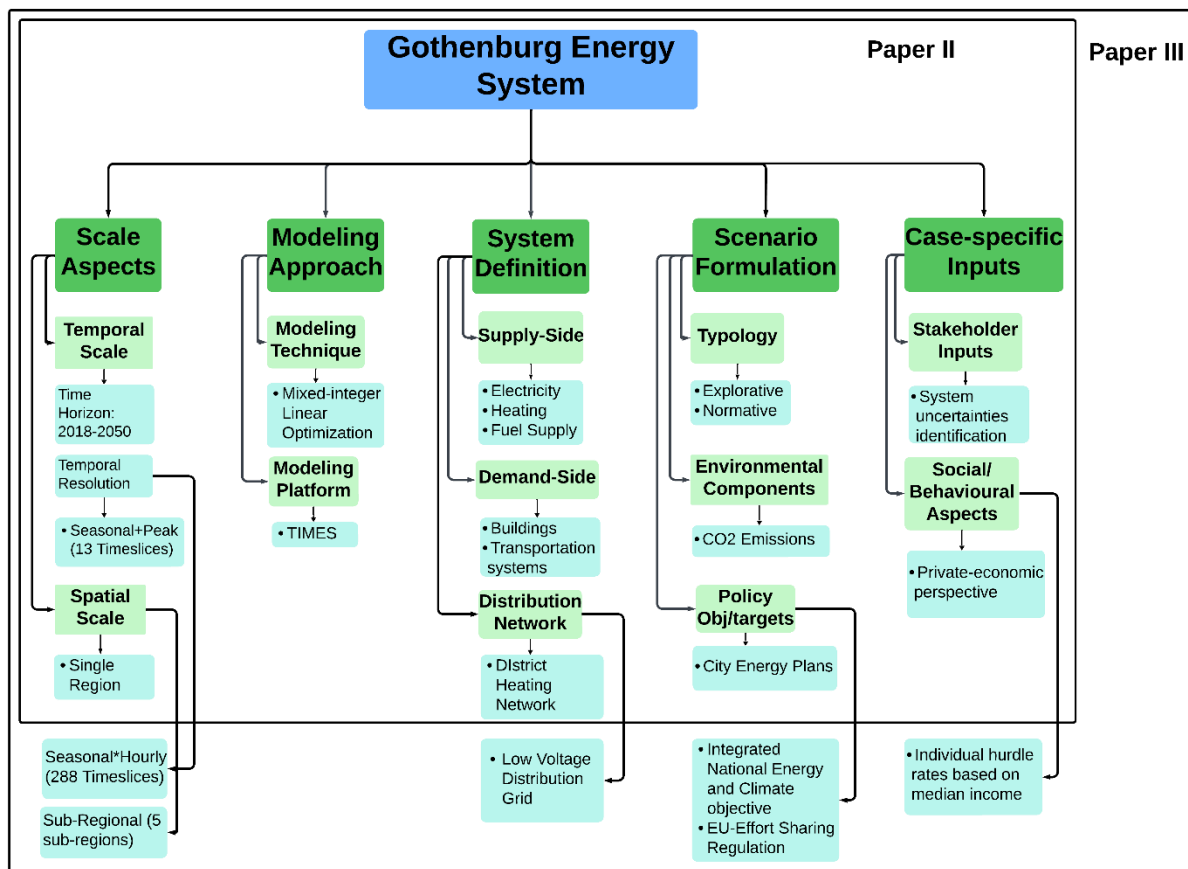 Gothenburg Energy
System
Paper II
Paper III
Scale
Aspects
Temporal
Scale
Time
Horizon:
2018-2050
Temporal
Resolution
• Seasonal+Peak
(13 Timeslices)
Spatial
Scale
• Single
Region
Seasonal*Hourly
(288 Timeslices)
Sub-Regional (5
sub-regions)
Modeling
Approach
Modeling
Technique
• Mixed-integer
Linear
Optimization
Modeling
Platform
• TIMES
System
Definition
Supply-Side
• Electricity
• Heating
• Fuel Supply
Demand-Side
• Buildings
• Transportation
systems
Distribution
Network
• DIstrict
Heating
Network
• Low Voltage
Distribution
Grid
Scenario
Formulation
Typology
• Explorative
• Normative
Environmental
Components
• CO2 Emissions
Policy
Obj/targets
• City Energy Plans
• Integrated
National Energy
and Climate
objective
• EU-Effort Sharing
Regulation
Case-specific
Inputs
Stakeholder
Inputs
• System
uncertainties
identification
Social/
Behavioural
Aspects
• Private-economic
perspective
• Individual hurdle
rates based on
median income